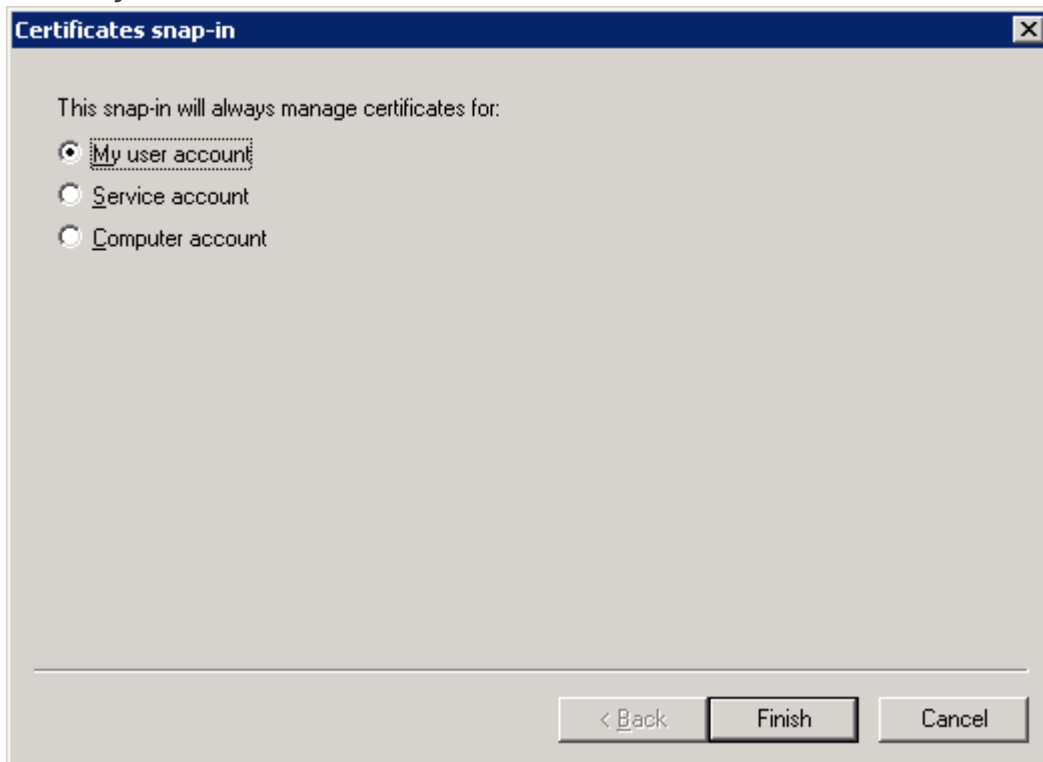 Certificates snap-in
This snap-in will always manage certificates for:
My user account
Service account
Computer account
< Back
Finish
Cancel